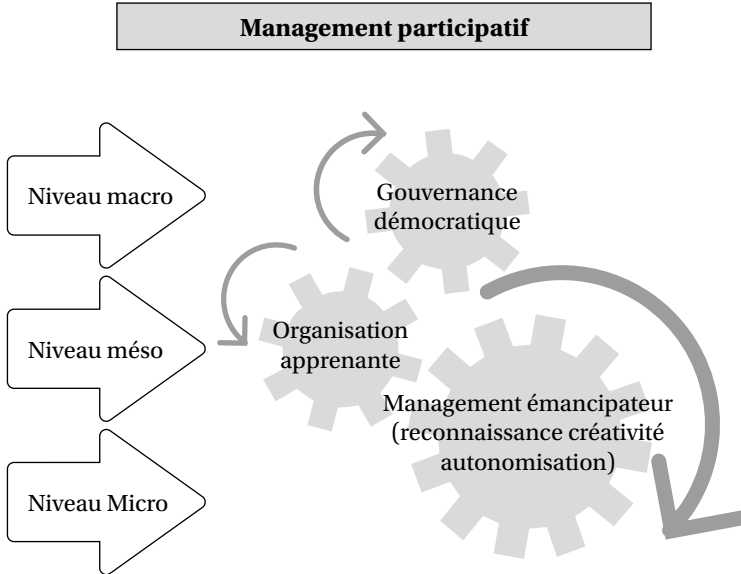 Management participatif
Niveau macro
Gouvernance
démocratique
Niveau méso
Organisation
apprenante
Management émancipateur
(reconnaissance créativité
autonomisation)
Niveau Micro